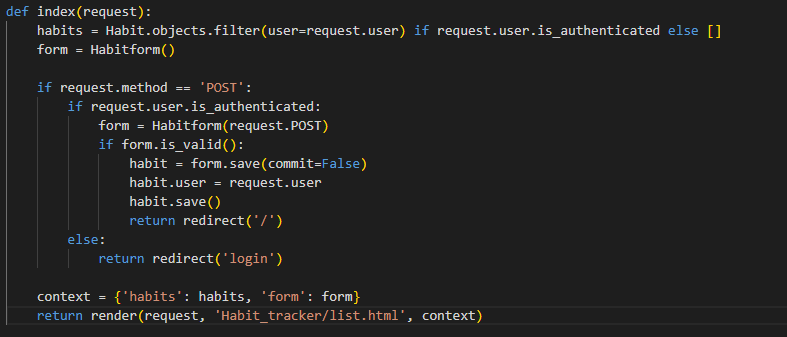 def index(request):
    habits = Habit.objects.filter(user=request.user) if request.user.is_authenticated else []
    form = Habitform()

    if request.method == 'POST':
        if request.user.is_authenticated:
            form = Habitform(request.POST)
            if form.is_valid():
                habit = form.save(commit=False)
                habit.user = request.user
                habit.save()
                return redirect('/')
        else:
            return redirect('login')

    context = {'habits': habits, 'form': form}
    return render(request, 'Habit_tracker/list.html', context)